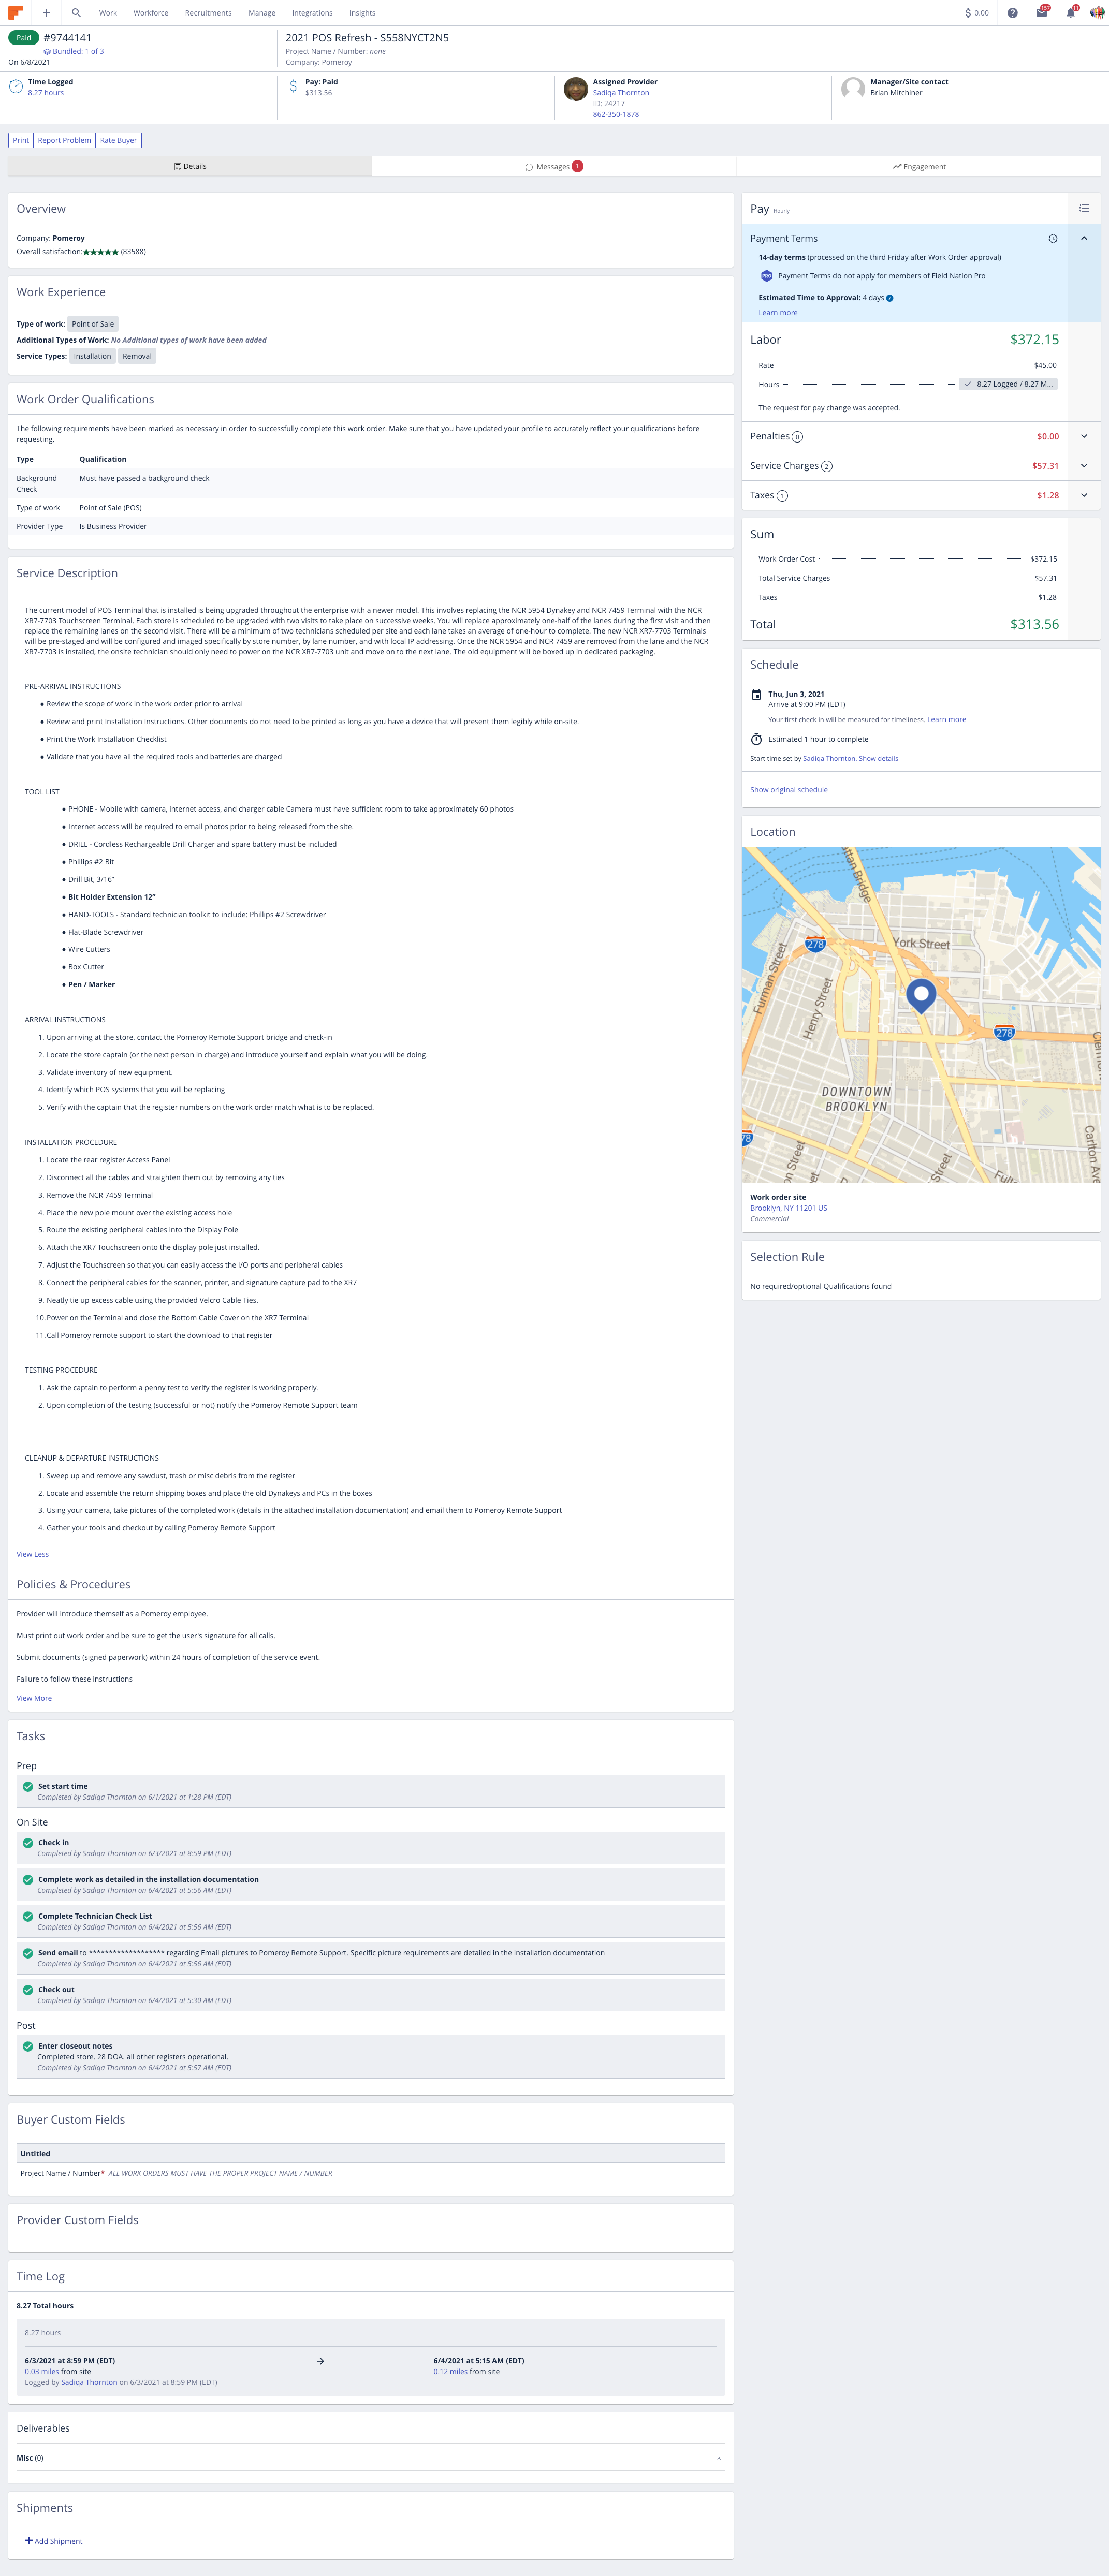 Work Workforce Recruitments Manage Integrations Insights 0.00 157 11
Paid #9744141
Bundled: 1 of 3
On 6/8/2021
2021 POS Refresh - S558NYCT2N5
Project Name / Number: none
Company: Pomeroy
Time Logged
8.27 hours
Pay: Paid
$313.56
Assigned Provider
Sadiqa Thornton
ID: 24217
862-350-1878
Manager/Site contact
Brian Mitchiner
Print Report Problem Rate Buyer
Details Messages 1 Engagement
Overview
Company: Pomeroy
Overall satisfaction:★★★★★ (83588)
Work Experience
Type of work: Point of Sale
Additional Types of Work: No Additional types of work have been added
Service Types: Installation Removal
Work Order Qualifications
The following requirements have been marked as necessary in order to successfully complete this work order. Make sure that you have updated your profile to accurately reflect your qualifications before
requesting.
Type Qualification
Background
Check
Must have passed a background check
Type of work Point of Sale (POS)
Provider Type Is Business Provider
Service Description
The current model of POS Terminal that is installed is being upgraded throughout the enterprise with a newer model. This involves replacing the NCR 5954 Dynakey and NCR 7459 Terminal with the NCR
XR7-7703 Touchscreen Terminal. Each store is scheduled to be upgraded with two visits to take place on successive weeks. You will replace approximately one-half of the lanes during the first visit and then
replace the remaining lanes on the second visit. There will be a minimum of two technicians scheduled per site and each lane takes an average of one-hour to complete. The new NCR XR7-7703 Terminals
will be pre-staged and will be configured and imaged specifically by store number, by lane number, and with local IP addressing. Once the NCR 5954 and NCR 7459 are removed from the lane and the NCR
XR7-7703 is installed, the onsite technician should only need to power on the NCR XR7-7703 unit and move on to the next lane. The old equipment will be boxed up in dedicated packaging.
PRE-ARRIVAL INSTRUCTIONS
● Review the scope of work in the work order prior to arrival
● Review and print Installation Instructions. Other documents do not need to be printed as long as you have a device that will present them legibly while on-site.
● Print the Work Installation Checklist
● Validate that you have all the required tools and batteries are charged
TOOL LIST
● PHONE - Mobile with camera, internet access, and charger cable Camera must have sufficient room to take approximately 60 photos
● Internet access will be required to email photos prior to being released from the site.
● DRILL - Cordless Rechargeable Drill Charger and spare battery must be included
● Phillips #2 Bit
● Drill Bit, 3/16"
● Bit Holder Extension 12"
● HAND-TOOLS - Standard technician toolkit to include: Phillips #2 Screwdriver
● Flat-Blade Screwdriver
● Wire Cutters
● Box Cutter
● Pen / Marker
ARRIVAL INSTRUCTIONS
1. Upon arriving at the store, contact the Pomeroy Remote Support bridge and check-in
2. Locate the store captain (or the next person in charge) and introduce yourself and explain what you will be doing.
3. Validate inventory of new equipment.
4. Identify which POS systems that you will be replacing
5. Verify with the captain that the register numbers on the work order match what is to be replaced.
INSTALLATION PROCEDURE
1. Locate the rear register Access Panel
2. Disconnect all the cables and straighten them out by removing any ties
3. Remove the NCR 7459 Terminal
4. Place the new pole mount over the existing access hole
5. Route the existing peripheral cables into the Display Pole
6. Attach the XR7 Touchscreen onto the display pole just installed.
7. Adjust the Touchscreen so that you can easily access the I/O ports and peripheral cables
8. Connect the peripheral cables for the scanner, printer, and signature capture pad to the XR7
9. Neatly tie up excess cable using the provided Velcro Cable Ties.
10. Power on the Terminal and close the Bottom Cable Cover on the XR7 Terminal
11. Call Pomeroy remote support to start the download to that register
TESTING PROCEDURE
1. Ask the captain to perform a penny test to verify the register is working properly.
2. Upon completion of the testing (successful or not) notify the Pomeroy Remote Support team
CLEANUP & DEPARTURE INSTRUCTIONS
1. Sweep up and remove any sawdust, trash or misc debris from the register
2. Locate and assemble the return shipping boxes and place the old Dynakeys and PCs in the boxes
3. Using your camera, take pictures of the completed work (details in the attached installation documentation) and email them to Pomeroy Remote Support
4. Gather your tools and checkout by calling Pomeroy Remote Support
View Less
Policies & Procedures
Provider will introduce themself as a Pomeroy employee.
Must print out work order and be sure to get the user's signature for all calls.
Submit documents (signed paperwork) within 24 hours of completion of the service event.
Failure to follow these instructions
View More
Tasks
Prep
Set start time
Completed by Sadiqa Thornton on 6/1/2021 at 1:28 PM (EDT)
On Site
Check in
Completed by Sadiqa Thornton on 6/3/2021 at 8:59 PM (EDT)
Complete work as detailed in the installation documentation
Completed by Sadiqa Thornton on 6/4/2021 at 5:56 AM (EDT)
Complete Technician Check List
Completed by Sadiqa Thornton on 6/4/2021 at 5:56 AM (EDT)
Send email to ******************* regarding Email pictures to Pomeroy Remote Support. Specific picture requirements are detailed in the installation documentation
Completed by Sadiqa Thornton on 6/4/2021 at 5:56 AM (EDT)
Check out
Completed by Sadiqa Thornton on 6/4/2021 at 5:30 AM (EDT)
Post
Enter closeout notes
Completed store. 28 DOA. all other registers operational.
Completed by Sadiqa Thornton on 6/4/2021 at 5:57 AM (EDT)
Buyer Custom Fields
Untitled
Project Name / Number* ALL WORK ORDERS MUST HAVE THE PROPER PROJECT NAME / NUMBER
Provider Custom Fields
Time Log
8.27 Total hours
8.27 hours
6/3/2021 at 8:59 PM (EDT) → 6/4/2021 at 5:15 AM (EDT)
0.03 miles from site 0.12 miles from site
Logged by Sadiqa Thornton on 6/3/2021 at 8:59 PM (EDT)
Deliverables
Misc (0)
Shipments
+ Add Shipment
Pay Hourly
Payment Terms
14-day terms (processed on the third Friday after Work Order approval)
PRO Payment Terms do not apply for members of Field Nation Pro
Estimated Time to Approval: 4 days
Learn more
Labor $372.15
Rate $45.00
Hours 8.27 Logged / 8.27 M...
The request for pay change was accepted.
Penalties 0 $0.00
Service Charges 2 $57.31
Taxes 1 $1.28
Sum
Work Order Cost $372.15
Total Service Charges $57.31
Taxes $1.28
Total $313.56
Schedule
Thu, Jun 3, 2021
Arrive at 9:00 PM (EDT)
Your first check in will be measured for timeliness. Learn more
Estimated 1 hour to complete
Start time set by Sadiqa Thornton. Show details
Show original schedule
Location
ttan Bridge
278
York Street
Furman Street
Henry Street
278
Clerm
DOWNTOWN
BROOKLYN
78
on Street
Street
Fult
Carlton Ave
Work order site
Brooklyn, NY 11201 US
Commercial
Selection Rule
No required/optional Qualifications found